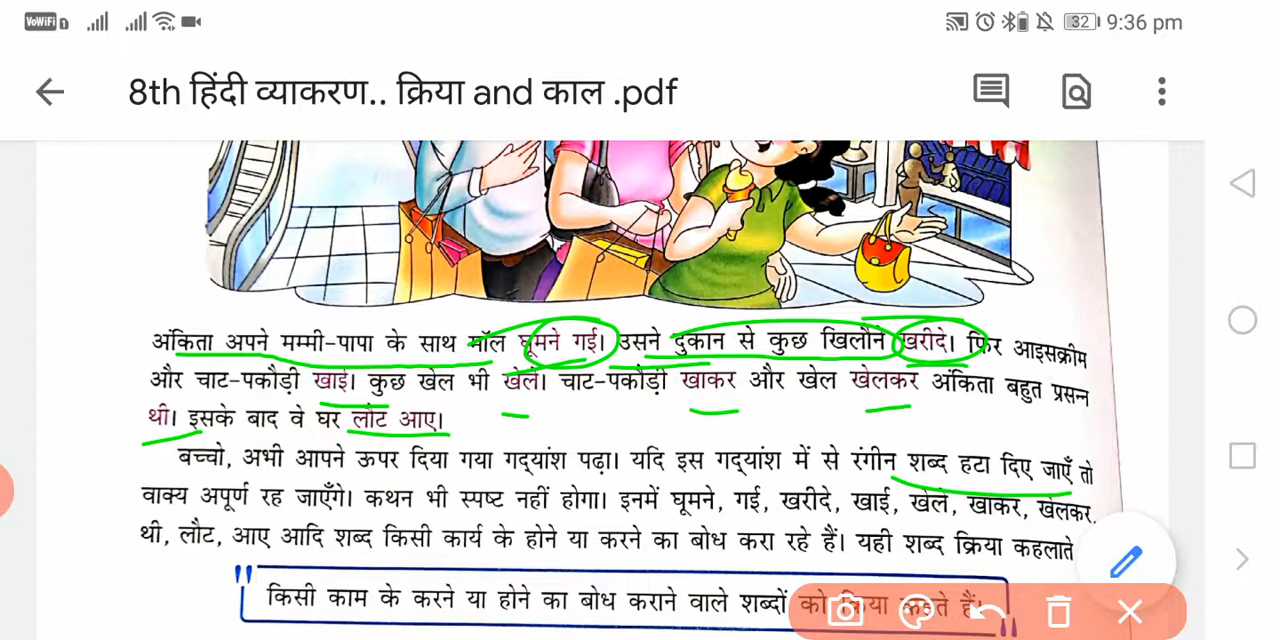 VoWiFi 1 32 9:36 pm
8th हिंदी व्याकरण.. क्रिया and काल .pdf
अंकिता अपने मम्मी-पापा के साथ मॉल घूमने गई। उसने दुकान से कुछ खिलौने खरीदे। फिर आइसक्रीम
और चाट-पकौड़ी खाई। कुछ खेल भी खेले। चाट-पकौड़ी खाकर और खेल खेलकर अंकिता बहुत प्रसन्न
थी। इसके बाद वे घर लौट आए।
बच्चो, अभी आपने ऊपर दिया गया गद्यांश पढ़ा। यदि इस गद्यांश में से रंगीन शब्द हटा दिए जाएँ तो
वाक्य अपूर्ण रह जाएँगे। कथन भी स्पष्ट नहीं होगा। इनमें घूमने, गई, खरीदे, खाई, खेले, खाकर, खेलकर,
थी, लौट, आए आदि शब्द किसी कार्य के होने या करने का बोध करा रहे हैं। यही शब्द क्रिया कहलाते
" किसी काम के करने या होने का बोध कराने वाले शब्दों को क्रिया कहते हैं। "